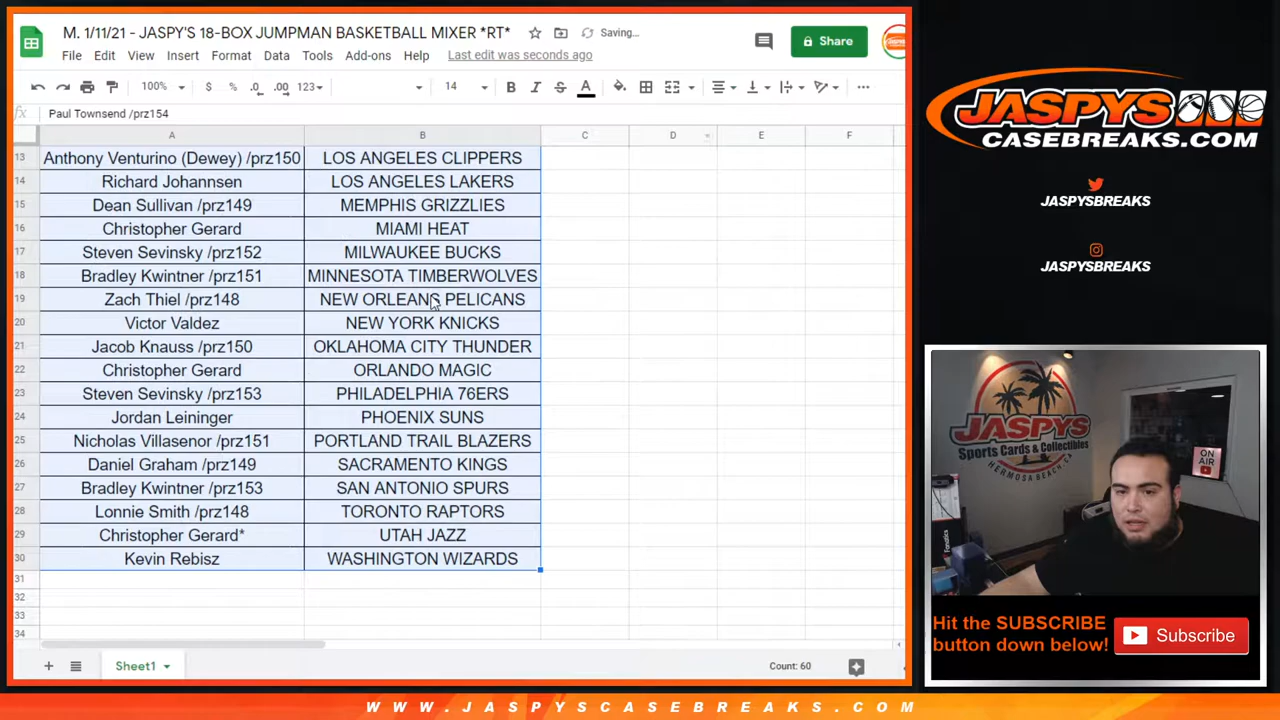 M. 1/11/21 - JASPY'S 18-BOX JUMPMAN BASKETBALL MIXER *RT*
Saving...
Share
File Edit View Insert Format Data Tools Add-ons Help Last edit was seconds ago
100% $ % .0 .00 123 14 B I S A
fx Paul Townsend /prz154
A B C D E F
13 Anthony Venturino (Dewey) /prz150 LOS ANGELES CLIPPERS
14 Richard Johannsen LOS ANGELES LAKERS
15 Dean Sullivan /prz149 MEMPHIS GRIZZLIES
16 Christopher Gerard MIAMI HEAT
17 Steven Sevinsky /prz152 MILWAUKEE BUCKS
18 Bradley Kwintner /prz151 MINNESOTA TIMBERWOLVES
19 Zach Thiel /prz148 NEW ORLEANS PELICANS
20 Victor Valdez NEW YORK KNICKS
21 Jacob Knauss /prz150 OKLAHOMA CITY THUNDER
22 Christopher Gerard ORLANDO MAGIC
23 Steven Sevinsky /prz153 PHILADELPHIA 76ERS
24 Jordan Leininger PHOENIX SUNS
25 Nicholas Villasenor /prz151 PORTLAND TRAIL BLAZERS
26 Daniel Graham /prz149 SACRAMENTO KINGS
27 Bradley Kwintner /prz153 SAN ANTONIO SPURS
28 Lonnie Smith /prz148 TORONTO RAPTORS
29 Christopher Gerard* UTAH JAZZ
30 Kevin Rebisz WASHINGTON WIZARDS
31
32
33
34
Sheet1
Count: 60
JASPYS
CASEBREAKS.COM
JASPYSBREAKS
JASPYSBREAKS
JASPYS
Sports Cards & Collectibles
HERMOSA BEACH, CA
ON AIR
Fanatics
Hit the SUBSCRIBE
button down below!
Subscribe
WWW.JASPYSCASEBREAKS.COM